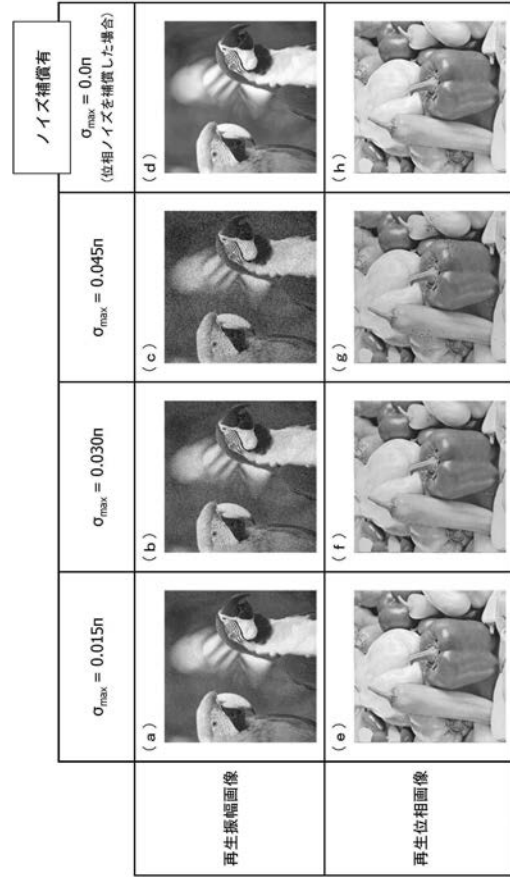 ノイズ補償有
σmax = 0.015n
σmax = 0.030n
σmax = 0.045n
σmax = 0.0n
(位相ノイズを補償した場合)
再生振幅画像
(a)
(b)
(c)
(d)
再生位相画像
(e)
(f)
(g)
(h)